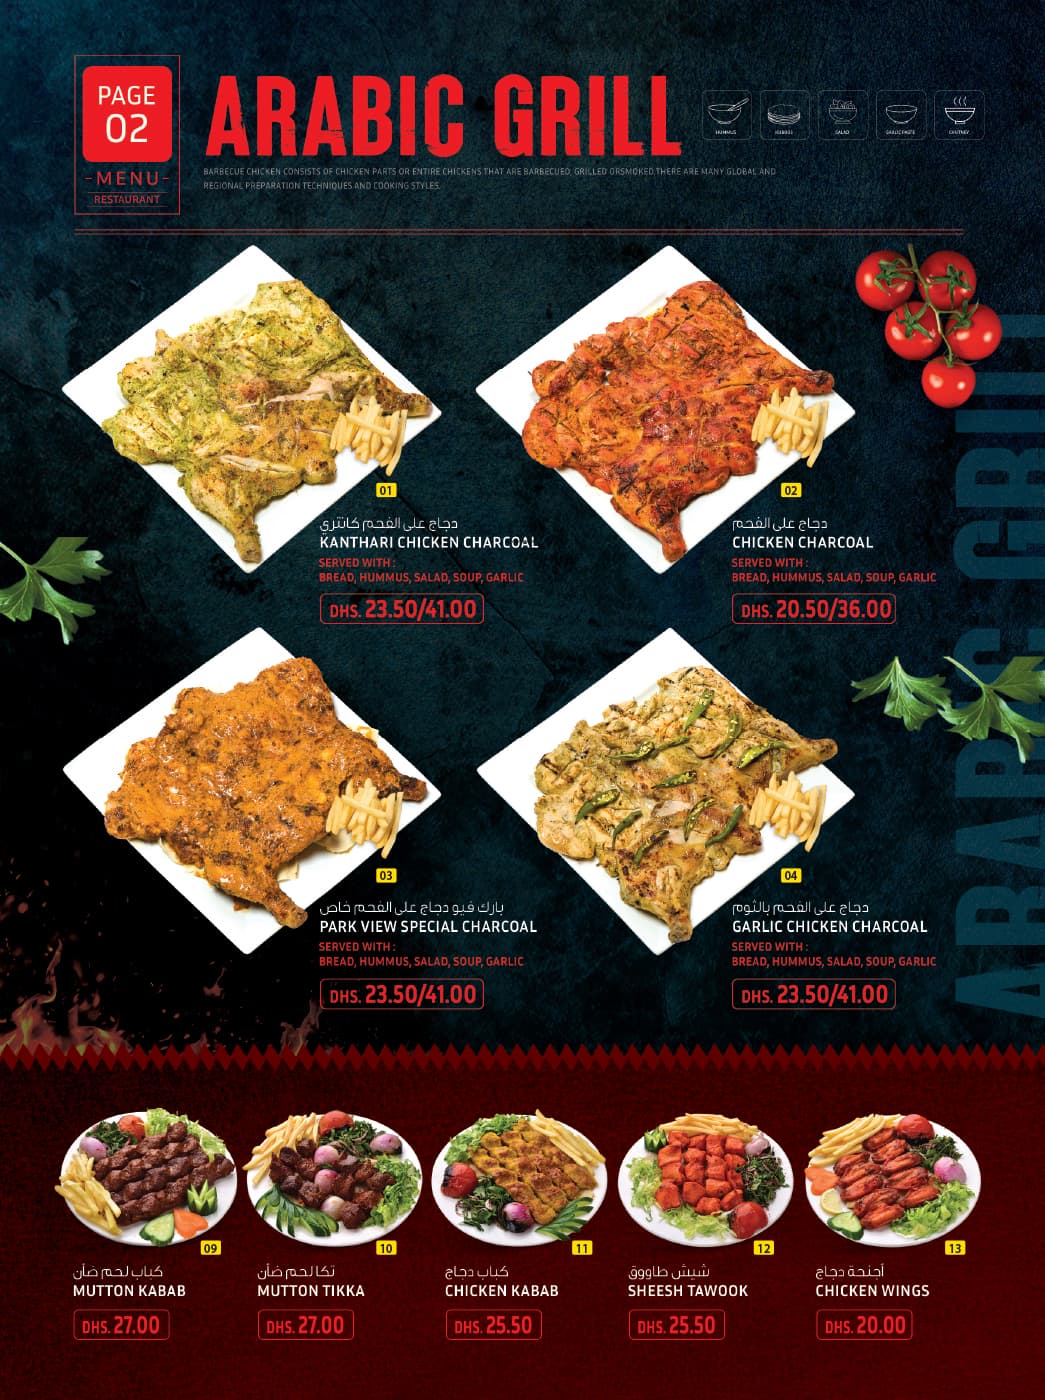 PAGE
02
-MENU-
RESTAURANT
ARABIC GRILL
BARBECUE CHICKEN CONSISTS OF CHICKEN PARTS OR ENTIRE CHICKENS THAT ARE BARBECUED, GRILLED ORSMOKED.THERE ARE MANY GLOBAL AND
REGIONAL PREPARATION TECHNIQUES AND COOKING STYLES.
HUMMUS
KUBOOS
SALAD
GARLIC PASTE
CHUTNEY
01
دجاج على الفحم كانتري
KANTHARI CHICKEN CHARCOAL
SERVED WITH :
BREAD, HUMMUS, SALAD, SOUP, GARLIC
DHS. 23.50/41.00
02
دجاج على الفحم
CHICKEN CHARCOAL
SERVED WITH :
BREAD, HUMMUS, SALAD, SOUP, GARLIC
DHS. 20.50/36.00
03
بارك فيو دجاج على الفحم خاص
PARK VIEW SPECIAL CHARCOAL
SERVED WITH :
BREAD, HUMMUS, SALAD, SOUP, GARLIC
DHS. 23.50/41.00
04
دجاج على الفحم بالثوم
GARLIC CHICKEN CHARCOAL
SERVED WITH :
BREAD, HUMMUS, SALAD, SOUP, GARLIC
DHS. 23.50/41.00
ARABIC GRILL
09
كباب لحم ضأن
MUTTON KABAB
DHS. 27.00
10
تكا لحم ضأن
MUTTON TIKKA
DHS. 27.00
11
كباب دجاج
CHICKEN KABAB
DHS. 25.50
12
شيش طاووق
SHEESH TAWOOK
DHS. 25.50
13
أجنحة دجاج
CHICKEN WINGS
DHS. 20.00